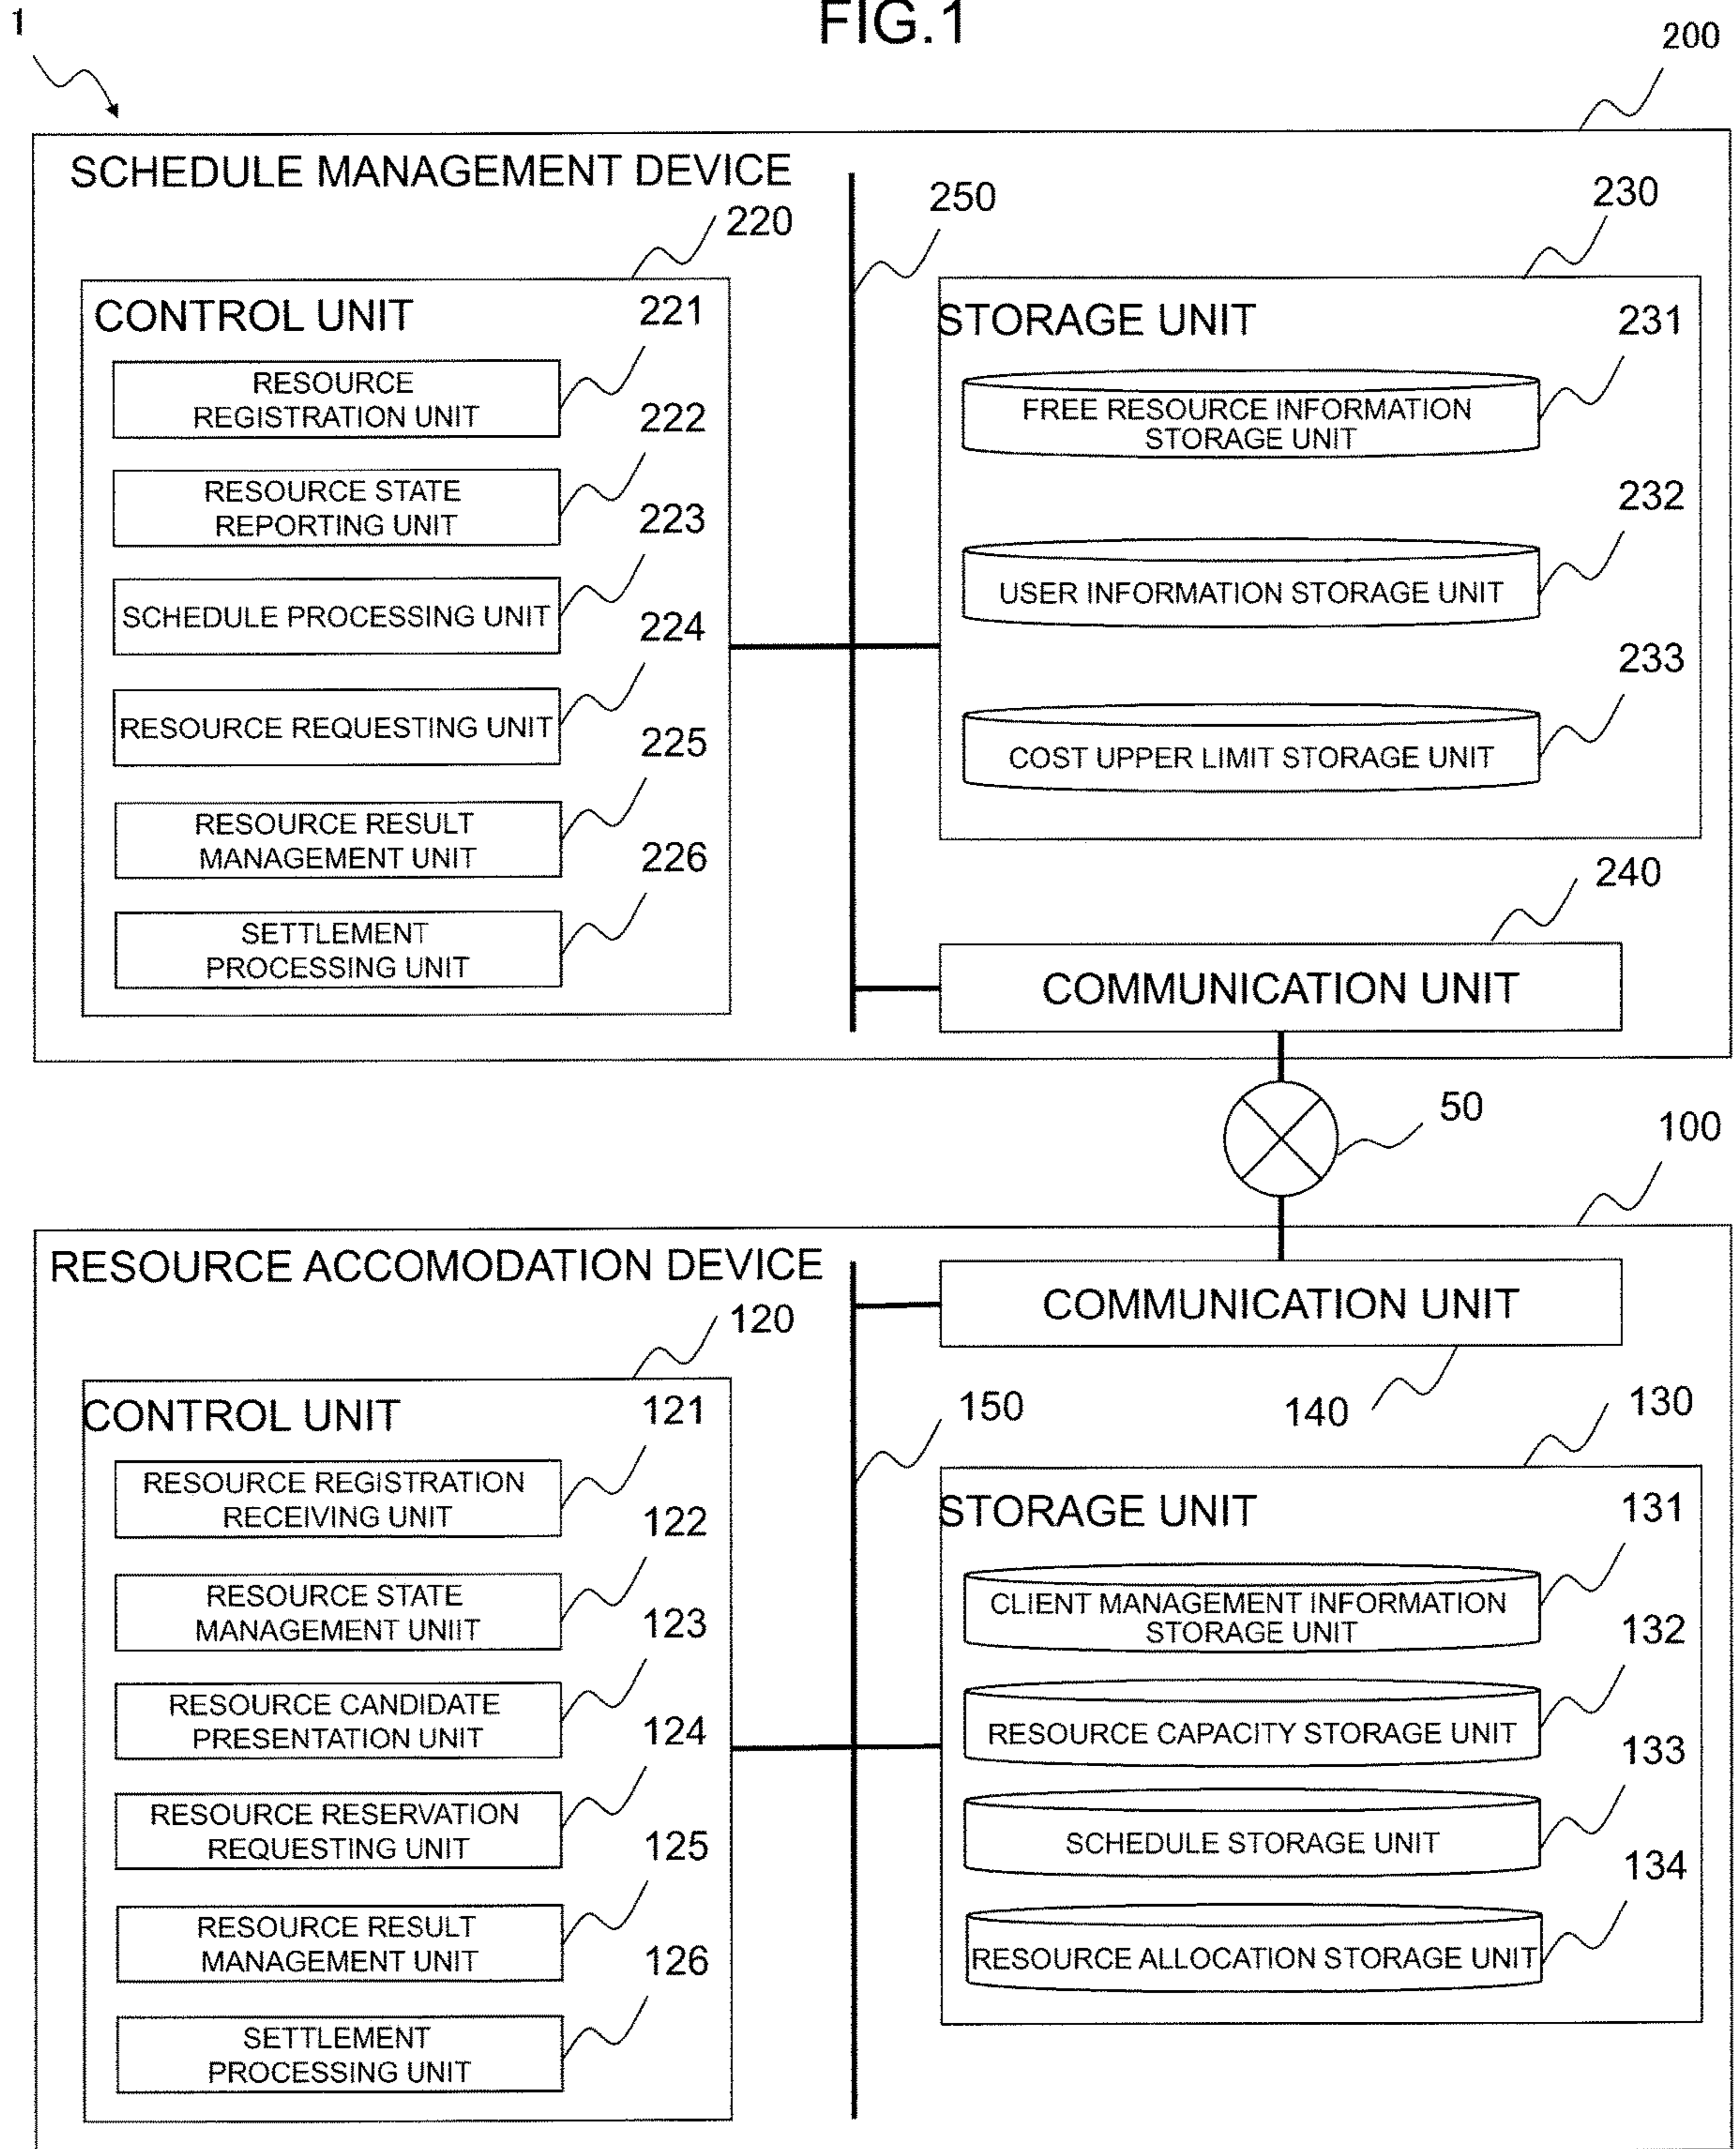 FIG.1
1
200
SCHEDULE MANAGEMENT DEVICE
220
250
230
CONTROL UNIT
221
RESOURCE
REGISTRATION UNIT
222
RESOURCE STATE
REPORTING UNIT
223
SCHEDULE PROCESSING UNIT
224
RESOURCE REQUESTING UNIT
225
RESOURCE RESULT
MANAGEMENT UNIT
226
SETTLEMENT
PROCESSING UNIT
STORAGE UNIT
231
FREE RESOURCE INFORMATION
STORAGE UNIT
232
USER INFORMATION STORAGE UNIT
233
COST UPPER LIMIT STORAGE UNIT
240
COMMUNICATION UNIT
50
100
RESOURCE ACCOMODATION DEVICE
COMMUNICATION UNIT
140
120
150
130
CONTROL UNIT
121
RESOURCE REGISTRATION
RECEIVING UNIT
122
RESOURCE STATE
MANAGEMENT UNIIT
123
RESOURCE CANDIDATE
PRESENTATION UNIT
124
RESOURCE RESERVATION
REQUESTING UNIT
125
RESOURCE RESULT
MANAGEMENT UNIT
126
SETTLEMENT
PROCESSING UNIT
STORAGE UNIT
131
CLIENT MANAGEMENT INFORMATION
STORAGE UNIT
132
RESOURCE CAPACITY STORAGE UNIT
133
SCHEDULE STORAGE UNIT
134
RESOURCE ALLOCATION STORAGE UNIT